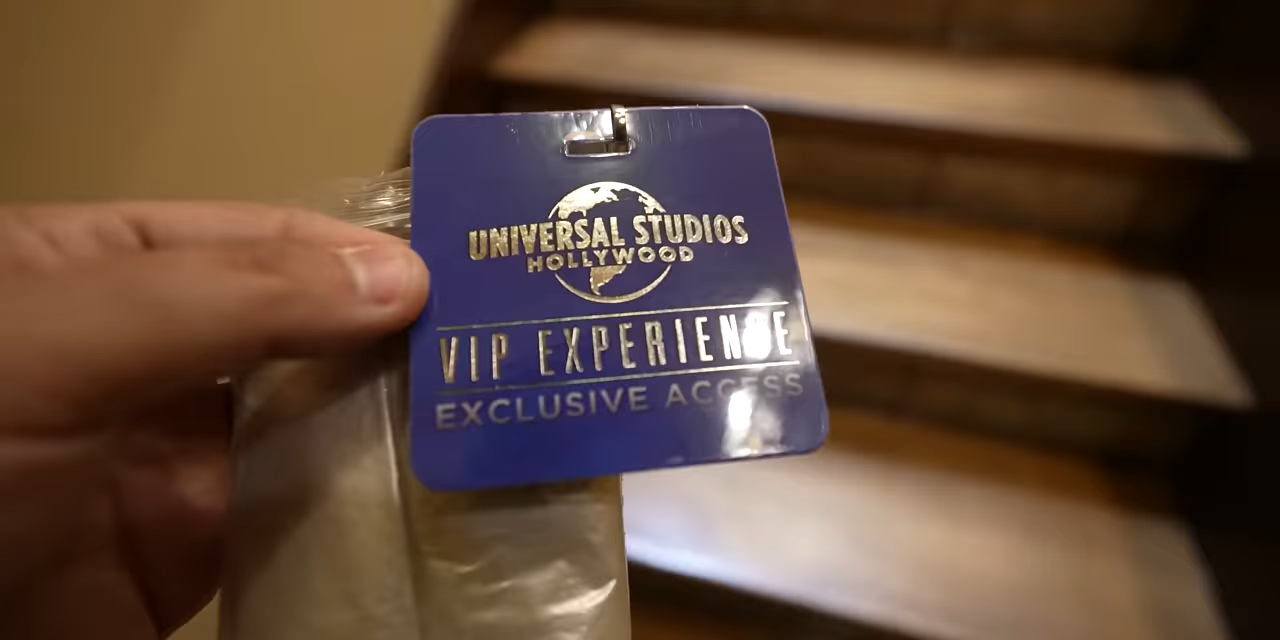 UNIVERSAL STUDIOS
HOLLYWOOD
VIP EXPERIENCE
EXCLUSIVE ACCESS